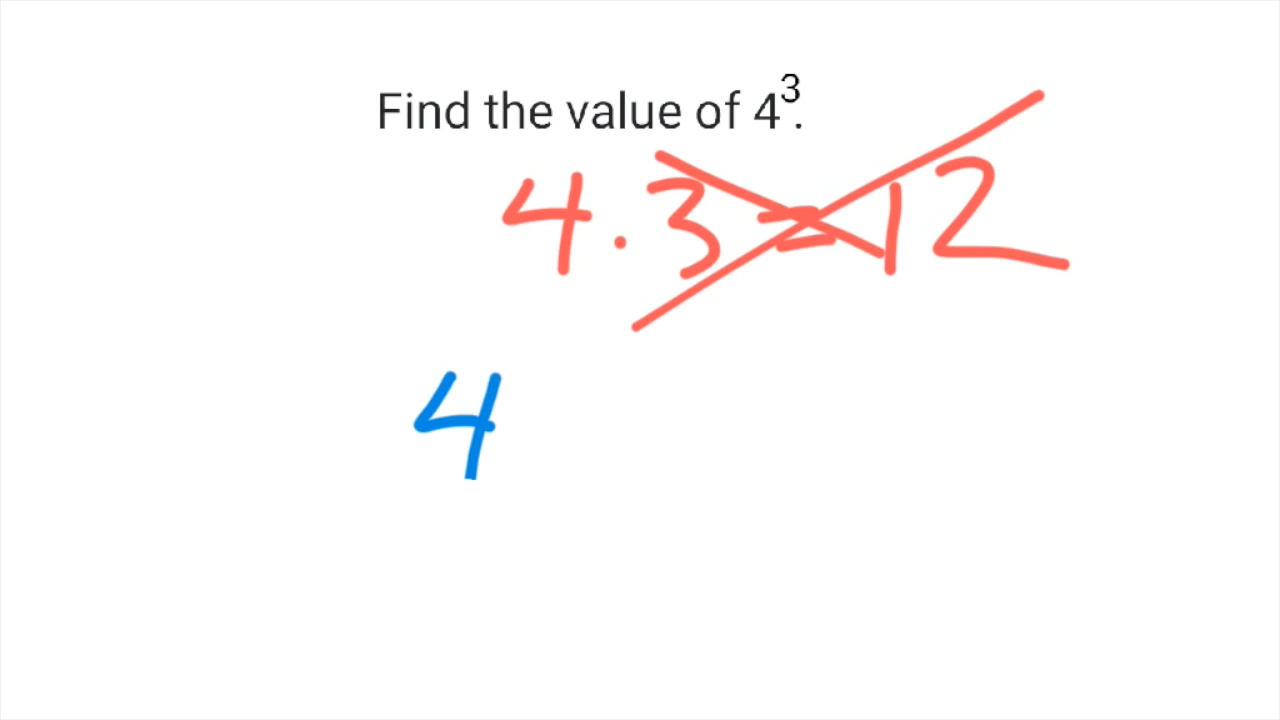 Find the value of 4³.
4 · 3 = 12
4